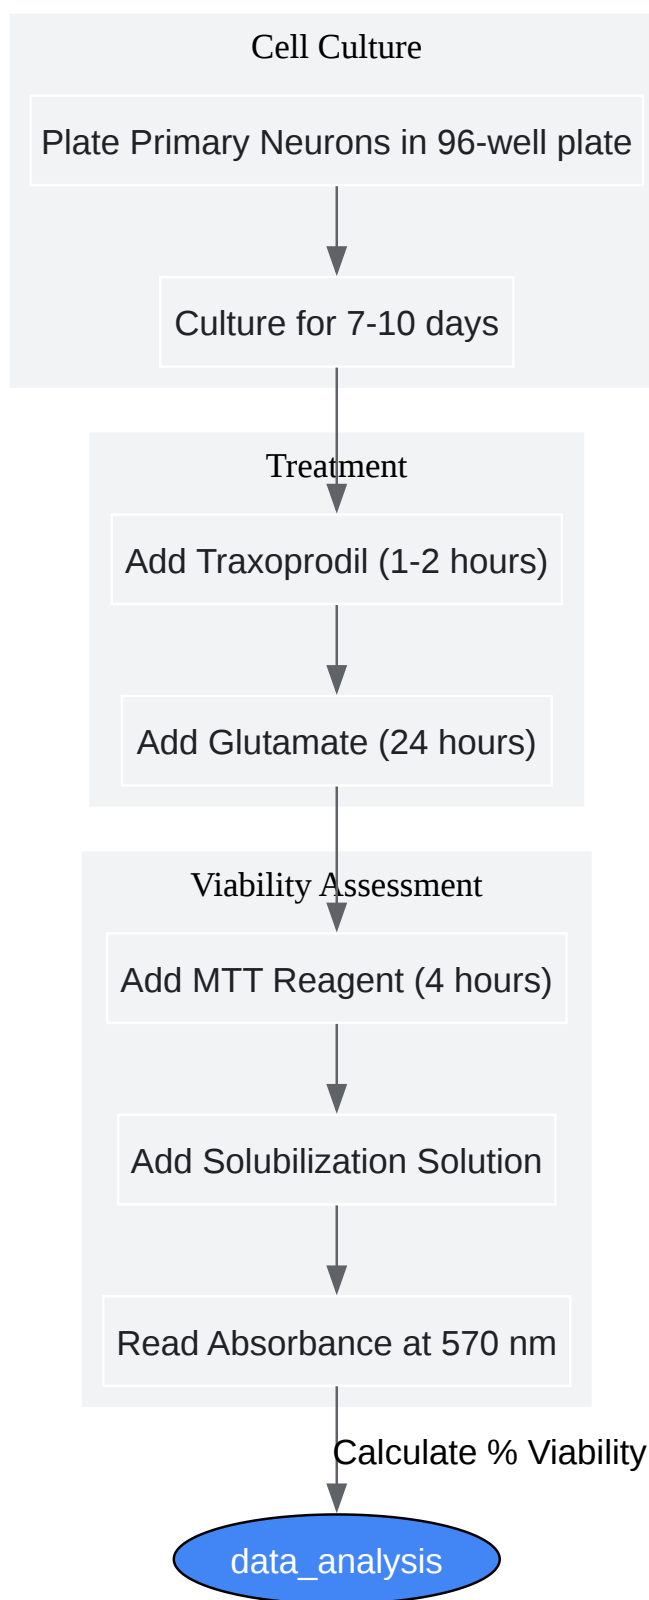 Cell Culture
Plate Primary Neurons in 96-well plate
Culture for 7-10 days
Treatment
Add Traxoprodil (1-2 hours)
Add Glutamate (24 hours)
Viability Assessment
Add MTT Reagent (4 hours)
Add Solubilization Solution
Read Absorbance at 570 nm
Calculate % Viability
data_analysis